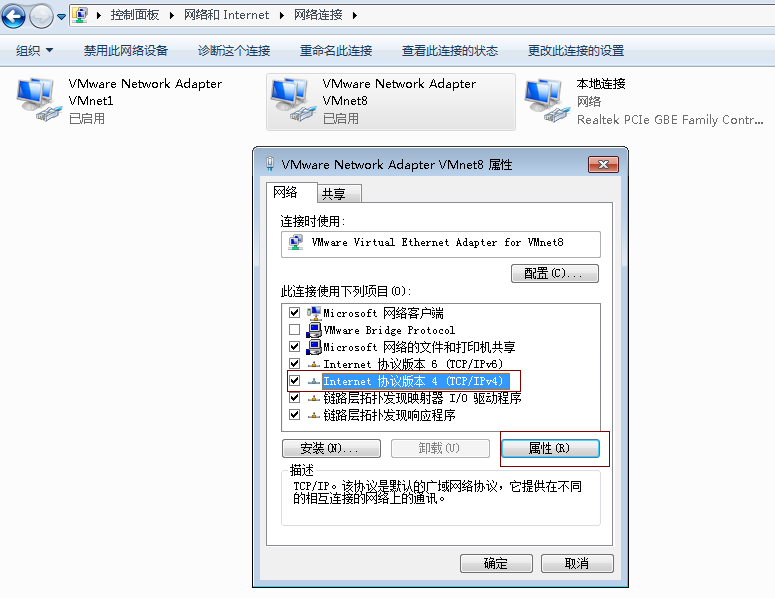 控制面板 网络和 Internet 网络连接
组织 禁用此网络设备 诊断这个连接 重命名此连接 查看此连接的状态 更改此连接的设置
VMware Network Adapter
VMnet1
已启用
VMware Network Adapter
VMnet8
已启用
本地连接
网络
Realtek PCIe GBE Family Contr...
VMware Network Adapter VMnet8 属性
网络 共享
连接时使用:
VMware Virtual Ethernet Adapter for VMnet8
配置(C)...
此连接使用下列项目(O):
Microsoft 网络客户端
VMware Bridge Protocol
Microsoft 网络的文件和打印机共享
Internet 协议版本 6 (TCP/IPv6)
Internet 协议版本 4 (TCP/IPv4)
链路层拓扑发现映射器 I/O 驱动程序
链路层拓扑发现响应程序
安装(N)... 卸载(U) 属性(R)
描述
TCP/IP。该协议是默认的广域网络协议，它提供在不同
的相互连接的网络上的通讯。
确定 取消